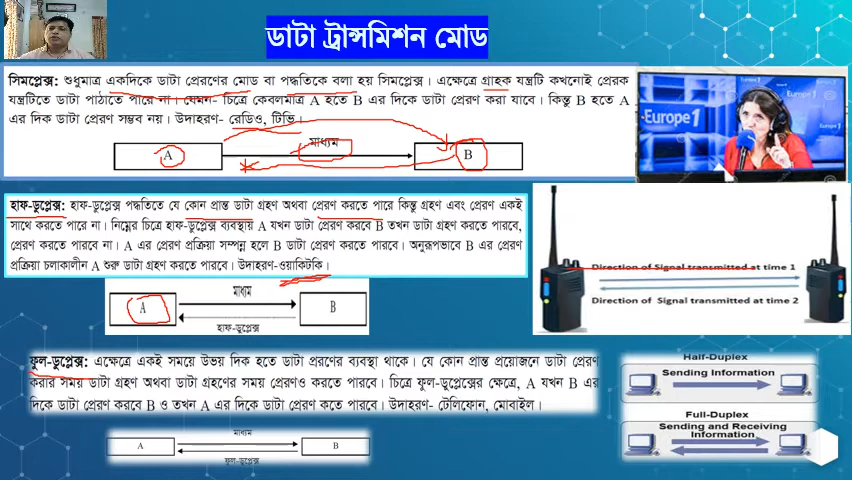 ডাটা ট্রান্সমিশন মোড
সিমপ্লেক্স: শুধুমাত্র একদিকে ডাটা প্রেরণের মোড বা পদ্ধতিকে বলা হয় সিমপ্লেক্স। এক্ষেত্রে গ্রাহক যন্ত্রটি কখনোই প্রেরক
যন্ত্রটিতে ডাটা পাঠাতে পারে না। যেমন- চিত্রে কেবলমাত্র A হতে B এর দিকে ডাটা প্রেরণ করা যাবে। কিন্তু B হতে A
এর দিক ডাটা প্রেরণ সম্ভব নয়। উদাহরণ- রেডিও, টিভি।
মাধ্যম
A B
Europe 1
Europe1
হাফ-ডুপ্লেক্স: হাফ-ডুপ্লেক্স পদ্ধতিতে যে কোন প্রান্ত ডাটা গ্রহণ অথবা প্রেরণ করতে পারে কিন্তু গ্রহণ এবং প্রেরণ একই
সাথে করতে পারে না। নিম্নের চিত্রে হাফ-ডুপ্লেক্স ব্যবস্থায় A যখন ডাটা প্রেরণ করবে B তখন ডাটা গ্রহণ করতে পারবে,
প্রেরণ করতে পারবে না। A এর প্রেরণ প্রক্রিয়া সম্পন্ন হলে B ডাটা প্রেরণ করতে পারবে। অনুরূপভাবে B এর প্রেরণ
প্রক্রিয়া চলাকালীন A শুরু ডাটা গ্রহণ করতে পারবে। উদাহরণ-ওয়াকিটকি।
মাধ্যম
A B
হাফ-ডুপ্লেক্স
Direction of Signal transmitted at time 1
Direction of Signal transmitted at time 2
ফুল-ডুপ্লেক্স: এক্ষেত্রে একই সময়ে উভয় দিক হতে ডাটা প্ররণের ব্যবস্থা থাকে। যে কোন প্রান্ত প্রয়োজনে ডাটা প্রেরণ
করার সময় ডাটা গ্রহণ অথবা ডাটা গ্রহণের সময় প্রেরণও করতে পারবে। চিত্রে ফুল-ডুপ্লেক্সের ক্ষেত্রে, A যখন B এর
দিকে ডাটা প্রেরণ করবে B ও তখন A এর দিকে ডাটা প্রেরণ কতে পারবে। উদাহরণ- টেলিফোন, মোবাইল।
মাধ্যম
A B
ফুল-ডুপ্লেক্স
Half-Duplex
Sending Information
Full-Duplex
Sending and Receiving
Information